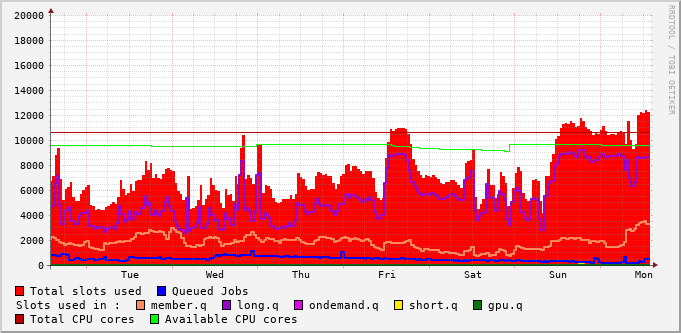 20000
18000
16000
14000
12000
10000
8000
6000
4000
2000
0
Tue Wed Thu Fri Sat Sun Mon
RRDTOOL / TOBI OETIKER
Total slots used Queued Jobs
Slots used in : member.q long.q ondemand.q short.q gpu.q
Total CPU cores Available CPU cores